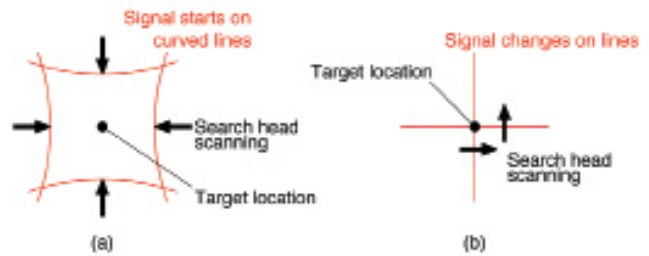 Signal starts on
curved lines
Search head
scanning
Target location
(a)
Signal changes on lines
Target location
Search head
scanning
(b)